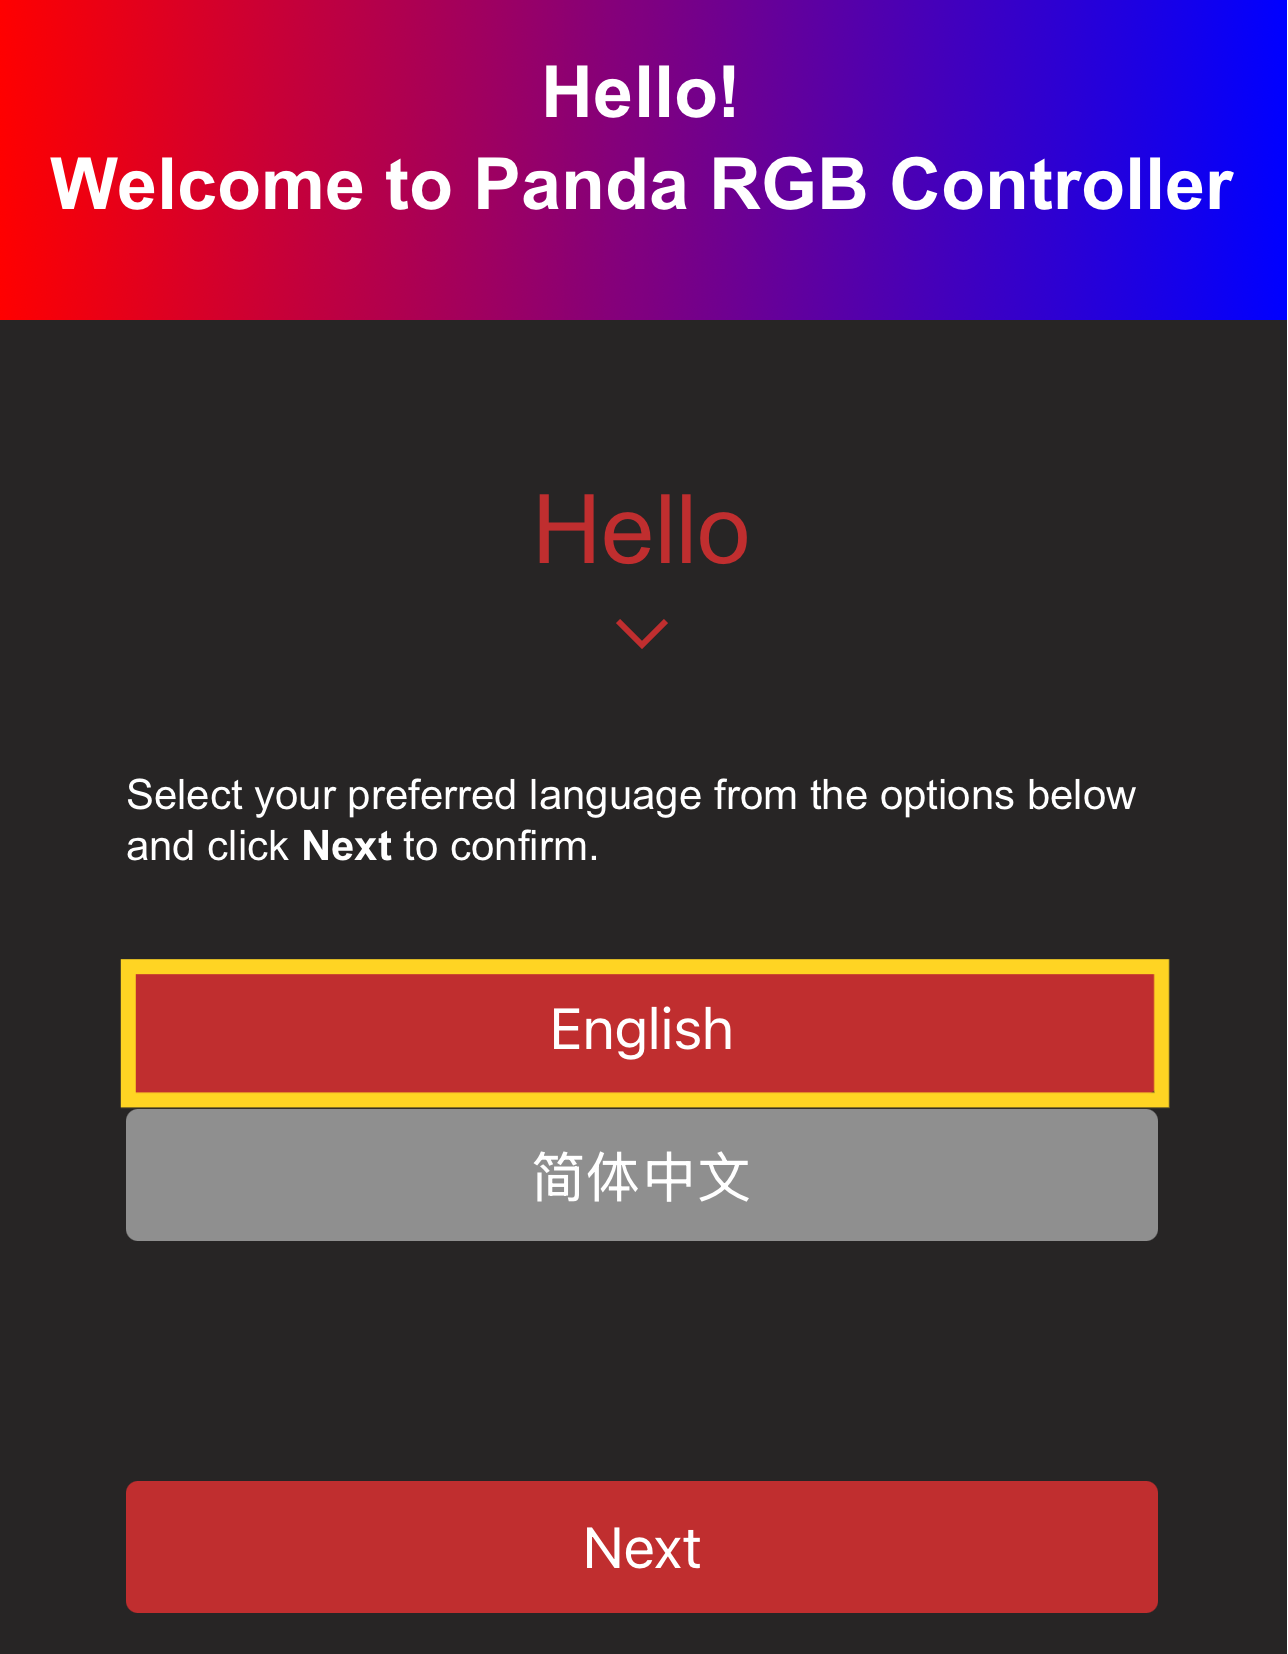 Hello!
Welcome to Panda RGB Controller
Hello
Select your preferred language from the options below
and click Next to confirm.
English
简体中文
Next